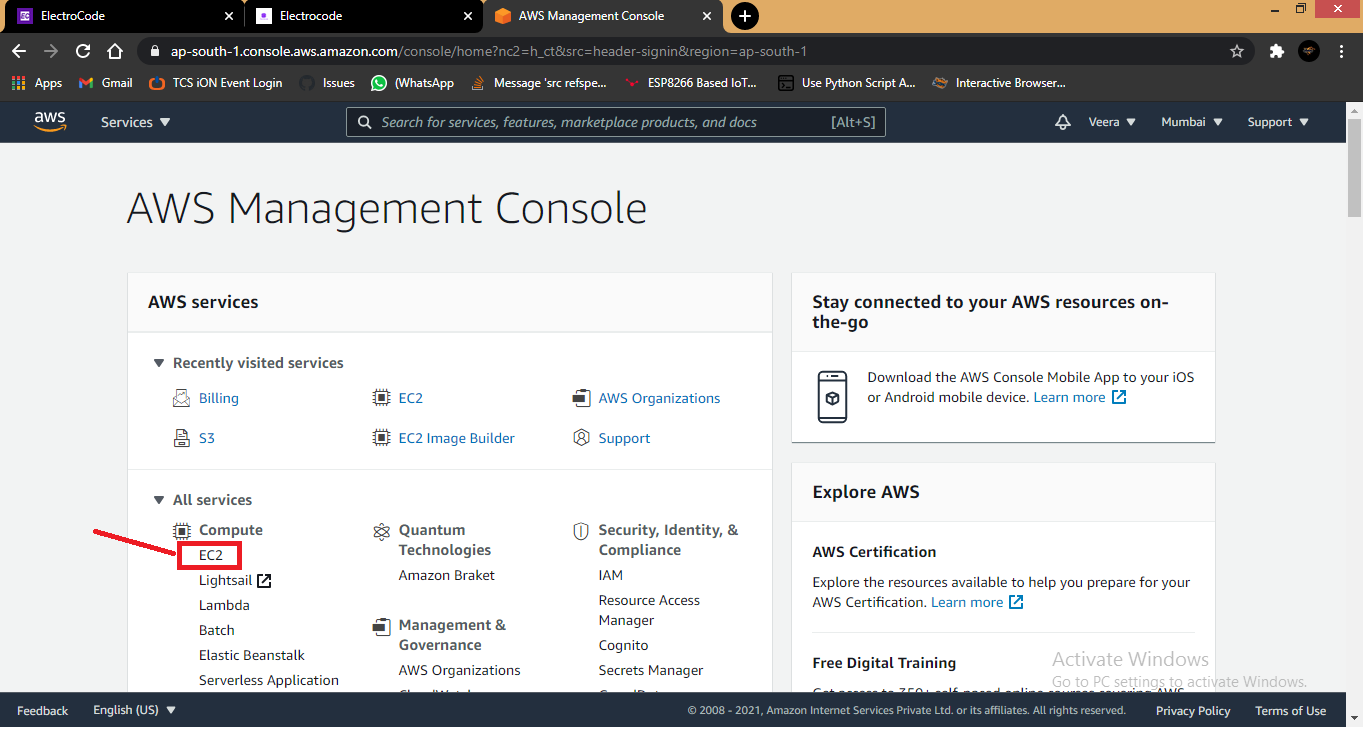 ElectroCode
Electrocode
AWS Management Console
ap-south-1.console.aws.amazon.com/console/home?nc2=h_ct&src=header-signin&region=ap-south-1
Apps
Gmail
TCS iON Event Login
Issues
(WhatsApp
Message 'src refspe...
ESP8266 Based IoT...
Use Python Script A...
Interactive Browser...
aws
Services
Search for services, features, marketplace products, and docs
[Alt+S]
Veera
Mumbai
Support
AWS Management Console
AWS services
Recently visited services
Billing
EC2
AWS Organizations
S3
EC2 Image Builder
Support
All services
Compute
EC2
Lightsail
Lambda
Batch
Elastic Beanstalk
Serverless Application
Quantum
Technologies
Amazon Braket
Management &
Governance
AWS Organizations
Security, Identity, &
Compliance
IAM
Resource Access
Manager
Cognito
Secrets Manager
Stay connected to your AWS resources on-
the-go
Download the AWS Console Mobile App to your iOS
or Android mobile device. Learn more
Explore AWS
AWS Certification
Explore the resources available to help you prepare for your
AWS Certification. Learn more
Free Digital Training
Activate Windows
Go to PC settings to activate Windows.
Feedback
English (US)
© 2008 - 2021, Amazon Internet Services Private Ltd. or its affiliates. All rights reserved.
Privacy Policy
Terms of Use